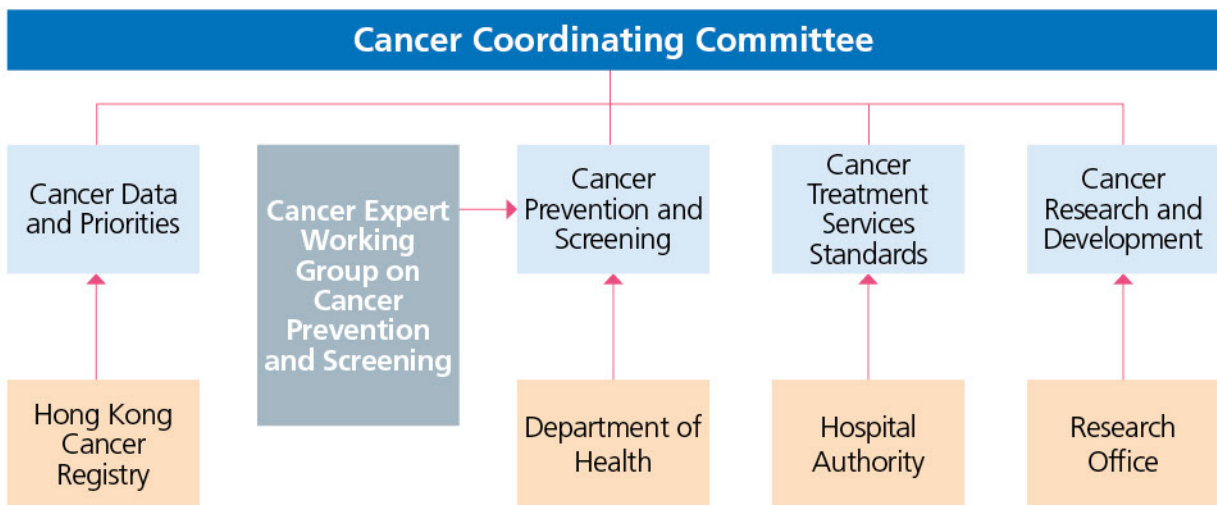 Cancer Coordinating Committee
Cancer Data
and Priorities
Cancer Expert
Working
Group on
Cancer
Prevention
and Screening
Cancer
Prevention and
Screening
Cancer
Treatment
Services
Standards
Cancer
Research and
Development
Hong Kong
Cancer
Registry
Department of
Health
Hospital
Authority
Research
Office